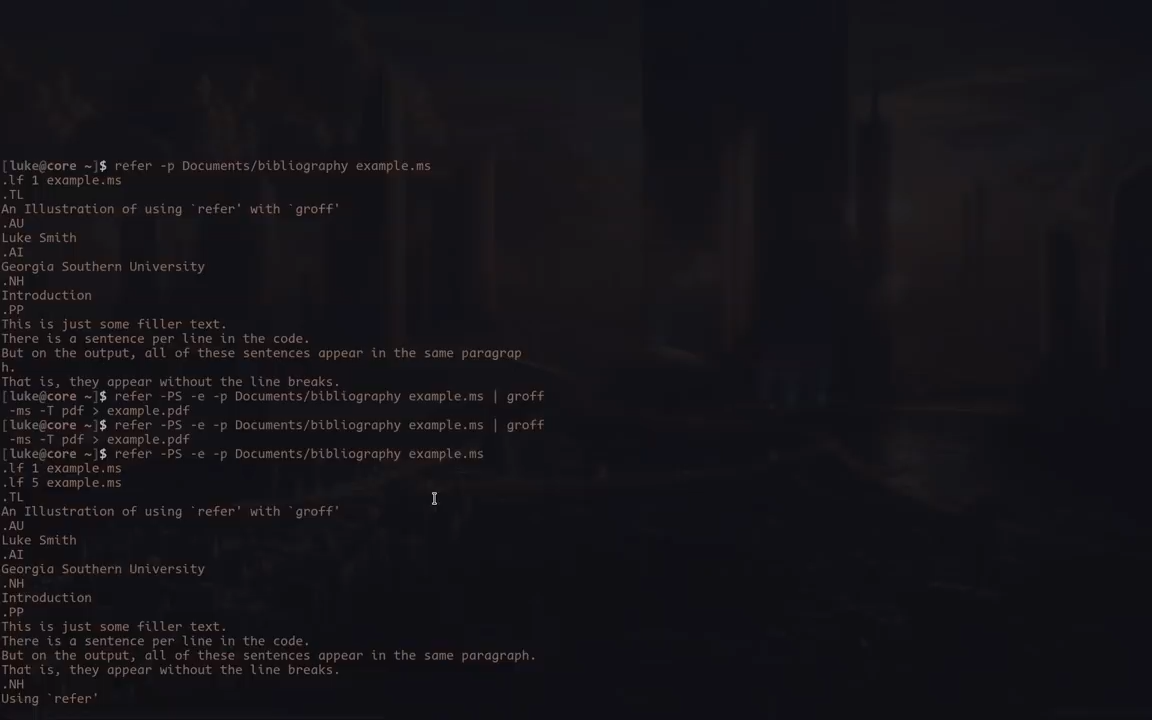 [luke@core ~]$ refer -p Documents/bibliography example.ms
.lf 1 example.ms
.TL
An Illustration of using `refer' with `groff'
.AU
Luke Smith
.AI
Georgia Southern University
.NH
Introduction
.PP
This is just some filler text.
There is a sentence per line in the code.
But on the output, all of these sentences appear in the same paragrap
h.
That is, they appear without the line breaks.
[luke@core ~]$ refer -PS -e -p Documents/bibliography example.ms | groff
 -ms -T pdf > example.pdf
[luke@core ~]$ refer -PS -e -p Documents/bibliography example.ms | groff
 -ms -T pdf > example.pdf
[luke@core ~]$ refer -PS -e -p Documents/bibliography example.ms
.lf 1 example.ms
.lf 5 example.ms
.TL
An Illustration of using `refer' with `groff'
.AU
Luke Smith
.AI
Georgia Southern University
.NH
Introduction
.PP
This is just some filler text.
There is a sentence per line in the code.
But on the output, all of these sentences appear in the same paragraph.
That is, they appear without the line breaks.
.NH
Using `refer'